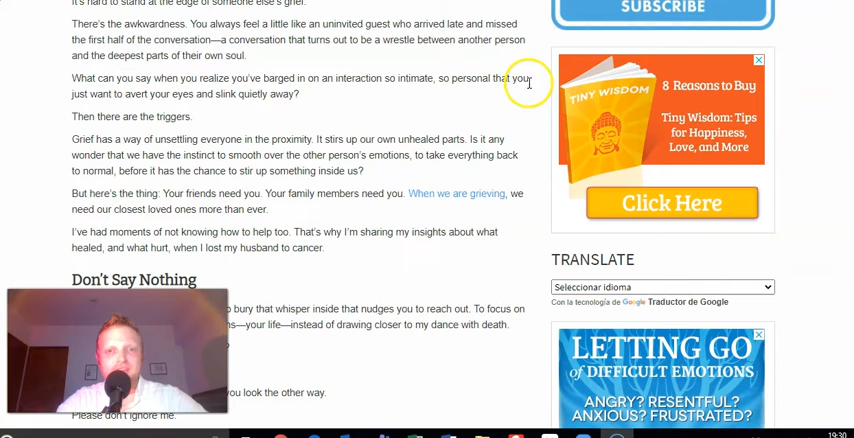 It's hard to stand at the edge of someone else's grief.
There's the awkwardness. You always feel a little like an uninvited guest who arrived late and missed
the first half of the conversation—a conversation that turns out to be a wrestle between another person
and the deepest parts of their own soul.
What can you say when you realize you've barged in on an interaction so intimate, so personal that you
just want to avert your eyes and slink quietly away?
Then there are the triggers.
Grief has a way of unsettling everyone in the proximity. It stirs up our own unhealed parts. Is it any
wonder that we have the instinct to smooth over the other person's emotions, to take everything back
to normal, before it has the chance to stir up something inside us?
But here's the thing: Your friends need you. Your family members need you. When we are grieving, we
need our closest loved ones more than ever.
I've had moments of not knowing how to help too. That's why I'm sharing my insights about what
healed, and what hurt, when I lost my husband to cancer.
Don't Say Nothing
o bury that whisper inside that nudges you to reach out. To focus on
ns—your life—instead of drawing closer to my dance with death.
?
you look the other way.
Please don't ignore me.
SUBSCRIBE
TINY WISDOM
8 Reasons to Buy
Tiny Wisdom: Tips
for Happiness,
Love, and More
Click Here
TRANSLATE
Seleccionar idioma
Con la tecnología de Google Traductor de Google
LETTING GO
of DIFFICULT EMOTIONS
ANGRY? RESENTFUL?
ANXIOUS? FRUSTRATED?
19:30